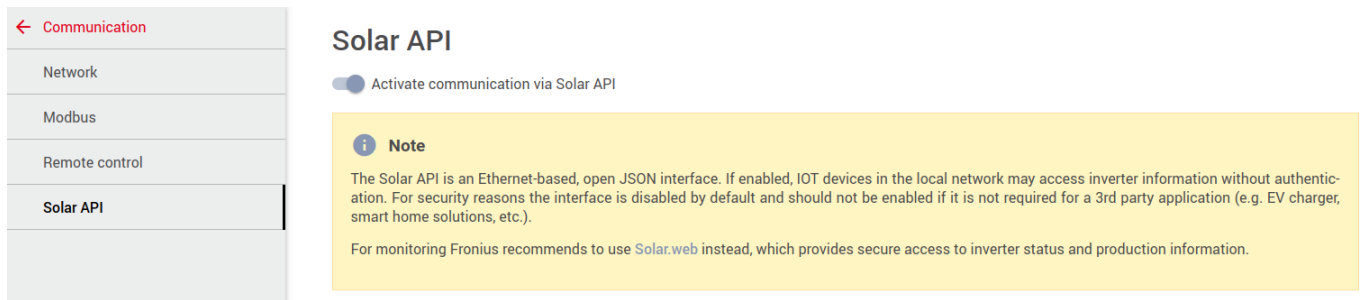 Communication
Network
Modbus
Remote control
Solar API
Solar API
Activate communication via Solar API
Note
The Solar API is an Ethernet-based, open JSON interface. If enabled, IOT devices in the local network may access inverter information without authentic-
ation. For security reasons the interface is disabled by default and should not be enabled if it is not required for a 3rd party application (e.g. EV charger,
smart home solutions, etc.).
For monitoring Fronius recommends to use Solar.web instead, which provides secure access to inverter status and production information.